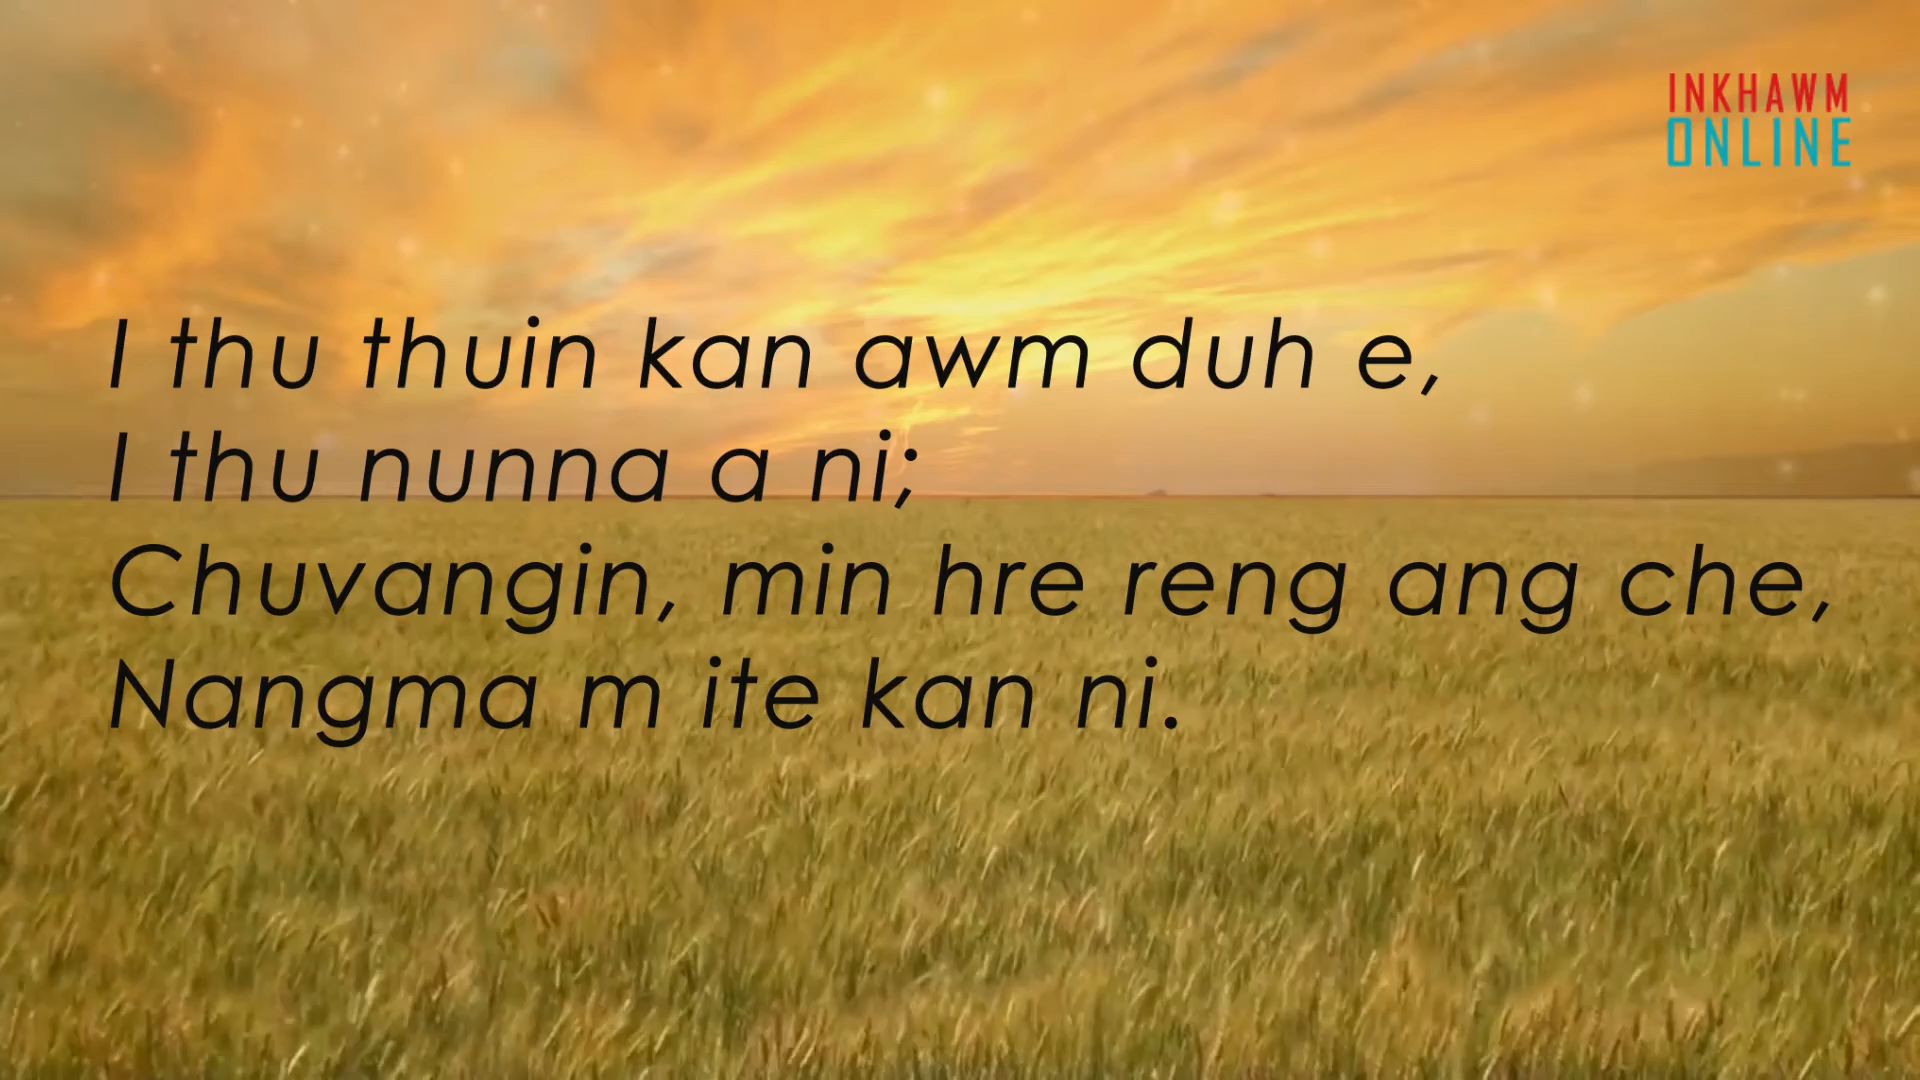 INKHAWM
ONLINE
I thu thuin kan awm duh e,
I thu nunna a ni;
Chuvangin, min hre reng ang che,
Nangma m ite kan ni.